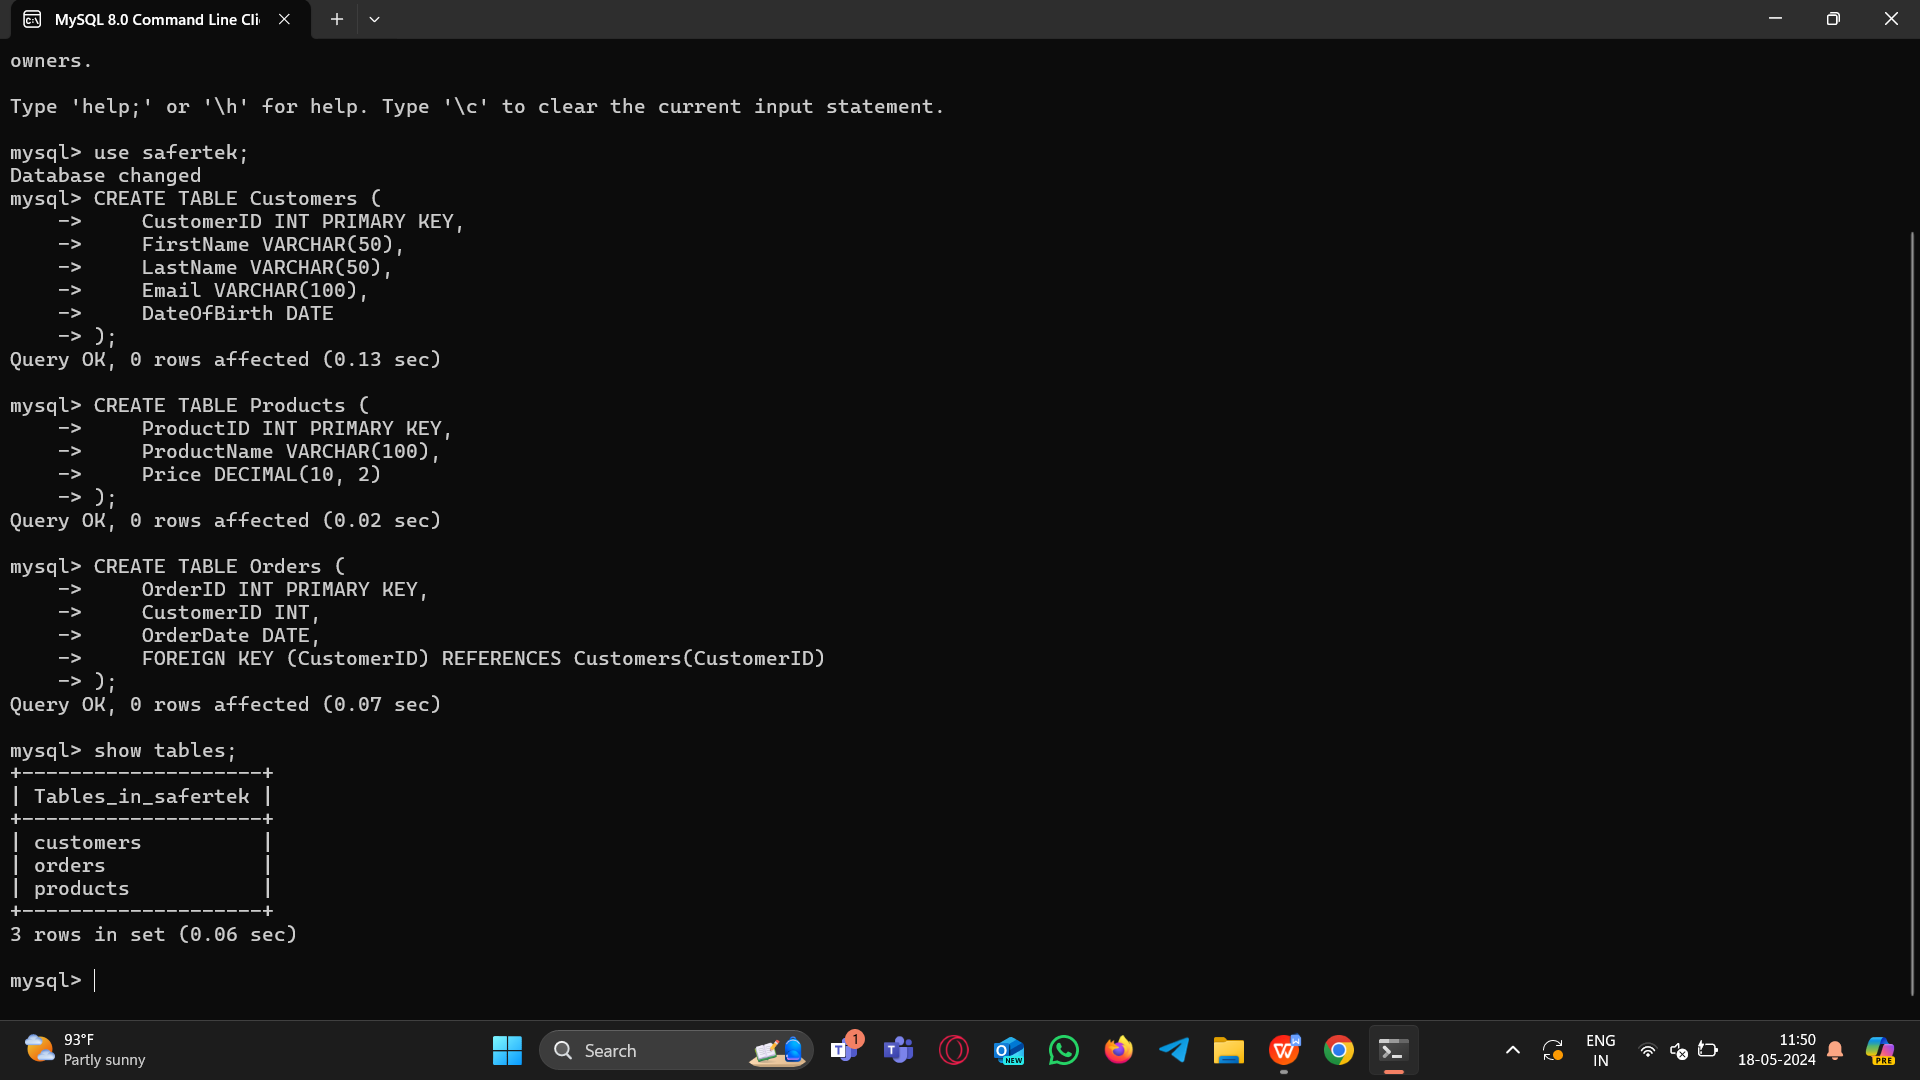 MySQL 8.0 Command Line Cli
owners.
Type 'help;' or '\h' for help. Type '\c' to clear the current input statement.
mysql> use safertek;
Database changed
mysql> CREATE TABLE Customers (
    ->     CustomerID INT PRIMARY KEY,
    ->     FirstName VARCHAR(50),
    ->     LastName VARCHAR(50),
    ->     Email VARCHAR(100),
    ->     DateOfBirth DATE
    -> );
Query OK, 0 rows affected (0.13 sec)
mysql> CREATE TABLE Products (
    ->     ProductID INT PRIMARY KEY,
    ->     ProductName VARCHAR(100),
    ->     Price DECIMAL(10, 2)
    -> );
Query OK, 0 rows affected (0.02 sec)
mysql> CREATE TABLE Orders (
    ->     OrderID INT PRIMARY KEY,
    ->     CustomerID INT,
    ->     OrderDate DATE,
    ->     FOREIGN KEY (CustomerID) REFERENCES Customers(CustomerID)
    -> );
Query OK, 0 rows affected (0.07 sec)
mysql> show tables;
+--------------------+
| Tables_in_safertek |
+--------------------+
| customers          |
| orders             |
| products           |
+--------------------+
3 rows in set (0.06 sec)
mysql>
93°F
Partly sunny
Search
1
NEW
ENG
IN
11:50
18-05-2024
PRE